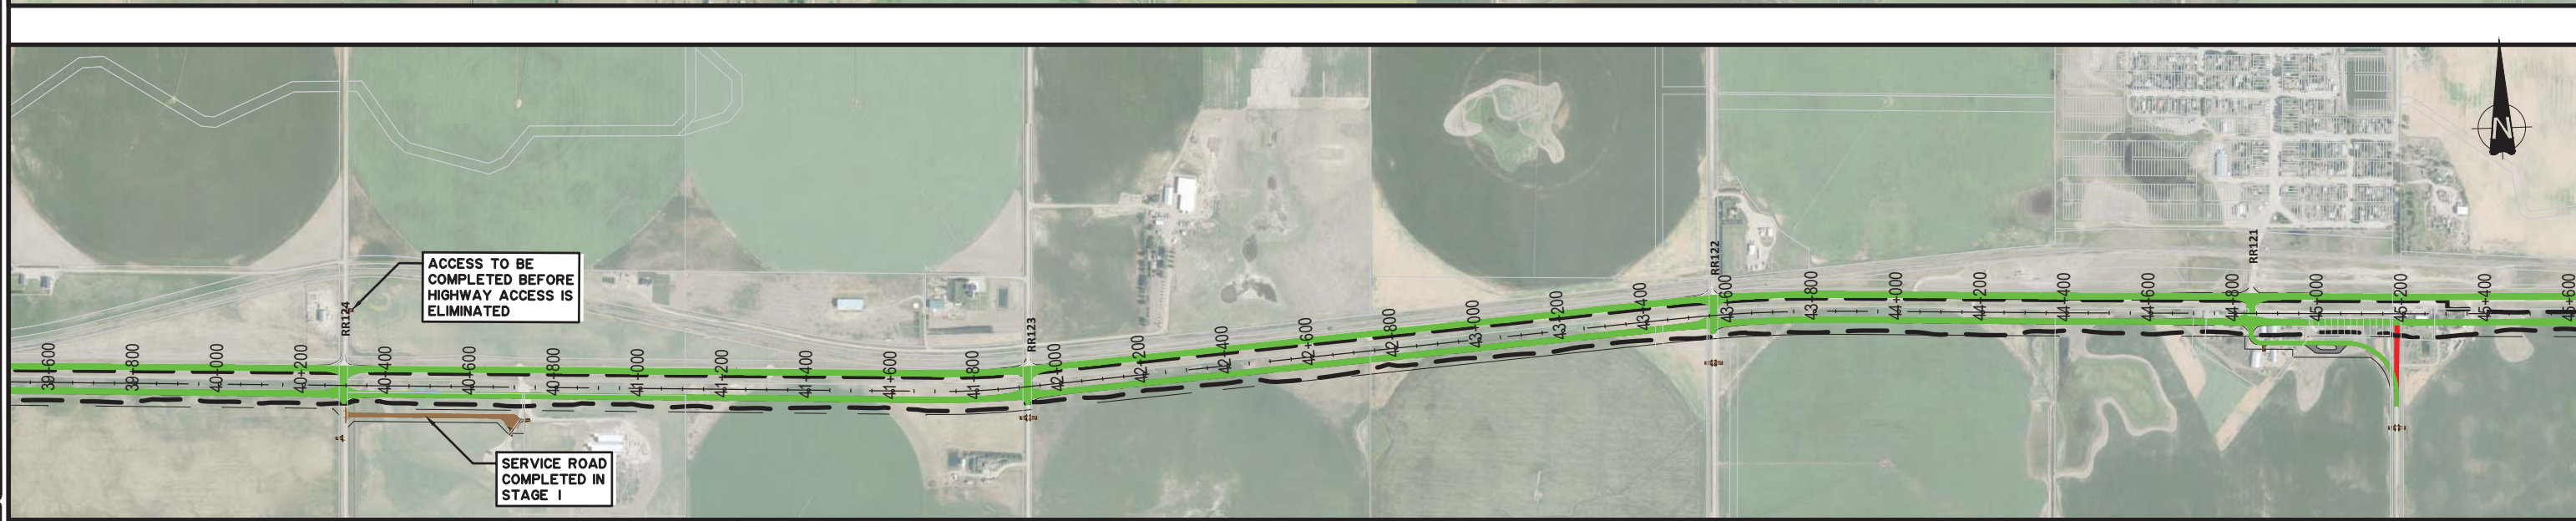 N
ACCESS TO BE
COMPLETED BEFORE
HIGHWAY ACCESS IS
ELIMINATED
SERVICE ROAD
COMPLETED IN
STAGE I
RR124
RR123
RR122
RR121
39+600
39+800
40+000
40+200
40+400
40+600
40+800
41+000
41+200
41+400
41+600
41+800
42+000
42+200
42+400
42+600
42+800
43+000
43+200
43+400
43+600
43+800
44+000
44+200
44+400
44+600
44+800
45+000
45+200
45+400
45+600